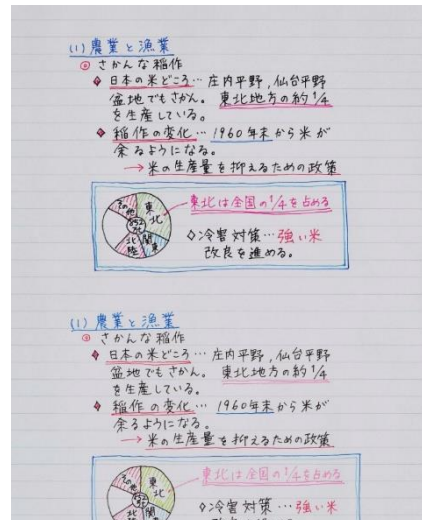 (1) 農業と漁業
◎ さかんな稲作
◆ 日本の米どころ… 庄内平野, 仙台平野
盆地でもさかん。 東北地方の約1/4
を生産している。
◆ 稲作の変化… 1960年末から米が
余るようになる。
→米の生産量を抑えるための政策
東北は全国の1/4を占める
その他 東北
北陸 関東
◇冷害対策…強い米
改良を進める。
(1) 農業と漁業
◎ さかんな稲作
◆ 日本の米どころ… 庄内平野, 仙台平野
盆地でもさかん。 東北地方の約1/4
を生産している。
◆ 稲作の変化… 1960年末から米が
余るようになる。
→ 米の生産量を抑えるための政策
東北は全国の1/4を占める
その他 東北
◇冷害対策…強い米